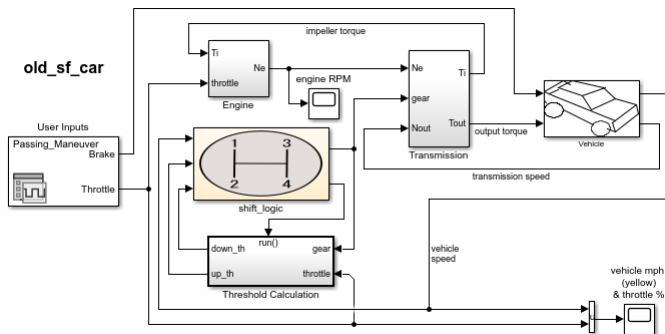 old_sf_car
User Inputs
Passing_Maneuver
Brake
Throttle
impeller torque
Ti
Ne
throttle
Engine
engine RPM
Ne
Ti
gear
Nout
Tout
Transmission
output torque
Vehicle
transmission speed
1 3
2 4
shift_logic
run()
down_th
gear
up_th
throttle
Threshold Calculation
vehicle
speed
vehicle mph
(yellow)
& throttle %